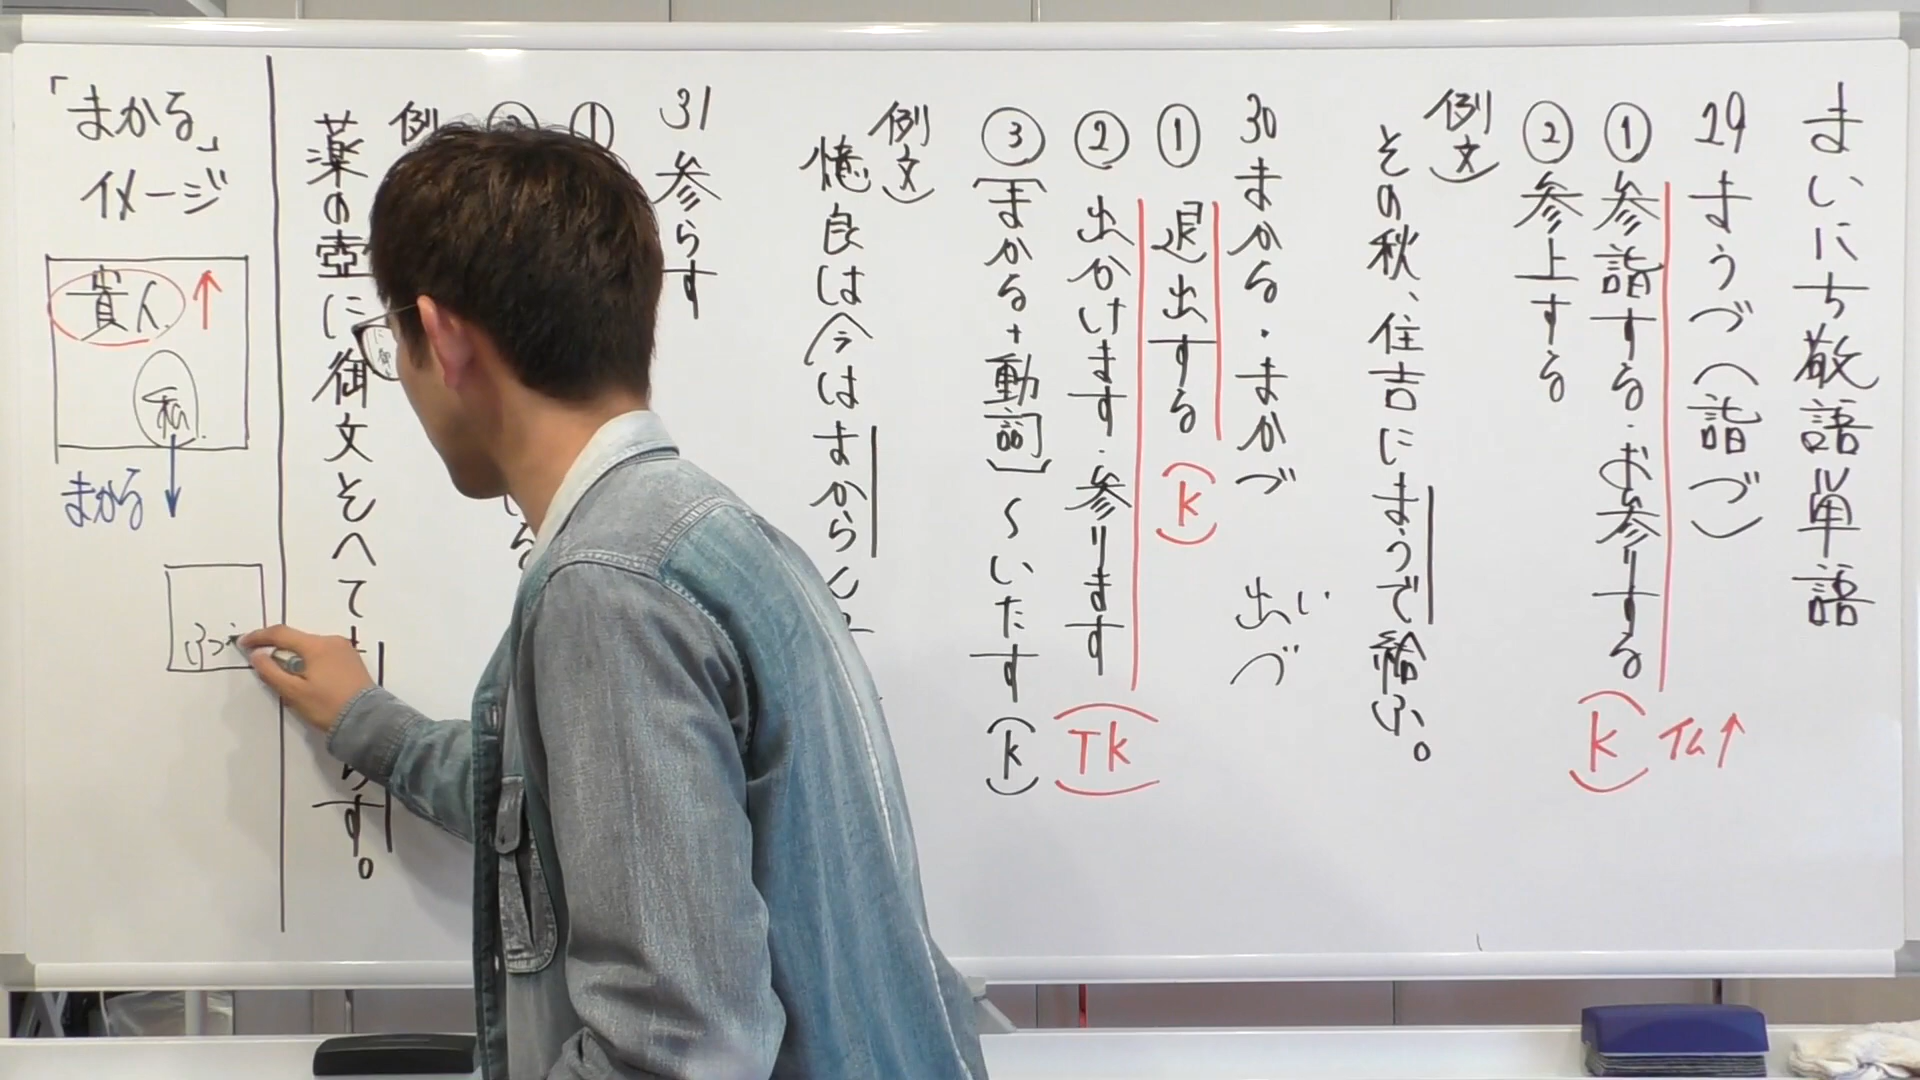 まいにち敬語単語
29 まうづ（詣づ）
①参詣する・お参りする（K） 仏↑
②参上する
例文）
その秋、住吉にまうで給ふ。
30 まかる・まかづ 出い づ
①退出する（K）
②出かけます・参ります（TK）
③［まかる+動詞］〜いたす（K）
例文）
憶良は今はまからむ
31 参らす
①
②
例
薬の壺に御文そへて らす。
「まかる」
イメージ
貴人↑
私
まかる↓